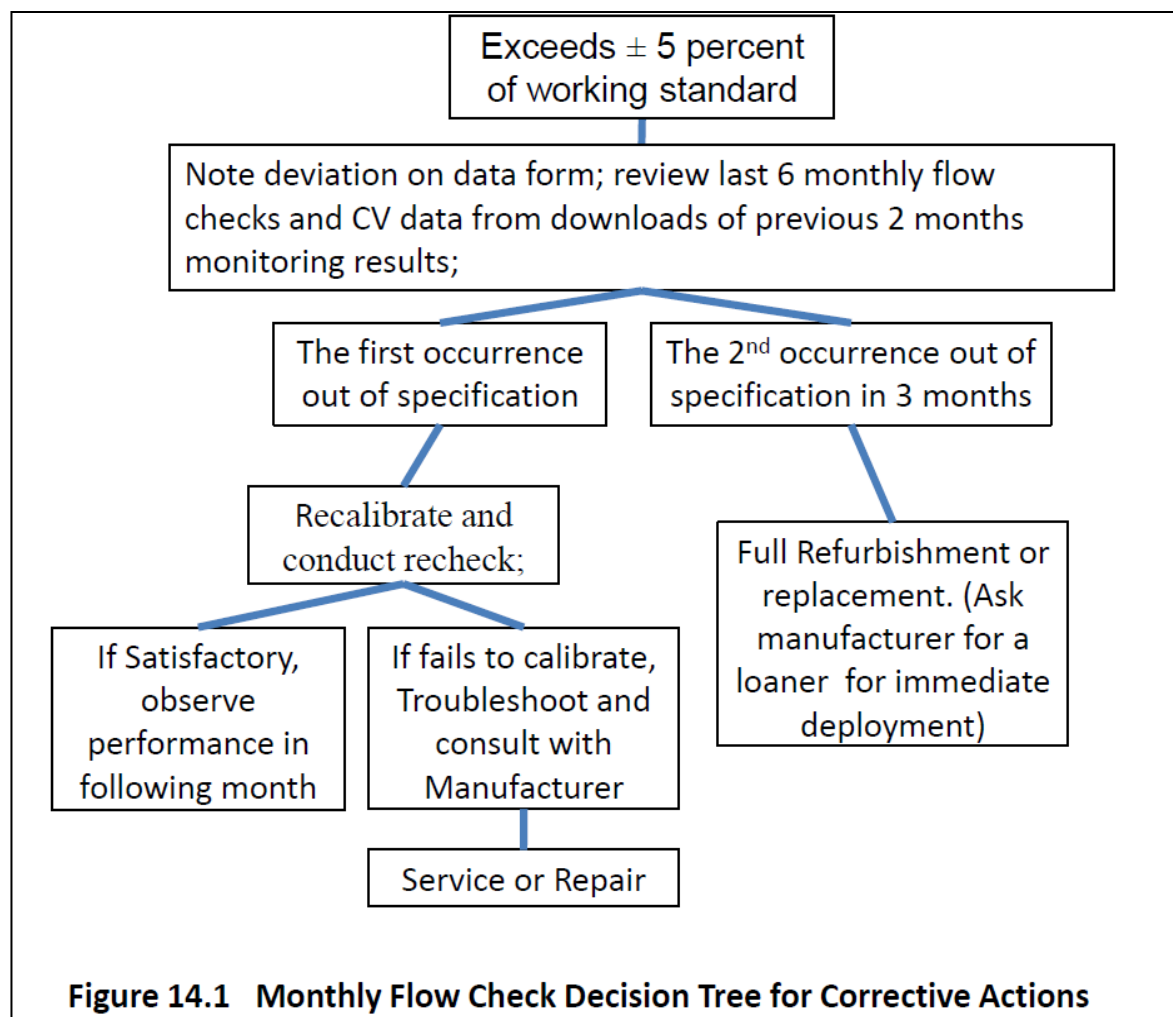 Exceeds ± 5 percent
of working standard
Note deviation on data form; review last 6 monthly flow
checks and CV data from downloads of previous 2 months
monitoring results;
The first occurrence
out of specification
The 2nd occurrence out of
specification in 3 months
Recalibrate and
conduct recheck;
If Satisfactory,
observe
performance in
following month
If fails to calibrate,
Troubleshoot and
consult with
Manufacturer
Service or Repair
Full Refurbishment or
replacement. (Ask
manufacturer for a
loaner for immediate
deployment)
Figure 14.1 Monthly Flow Check Decision Tree for Corrective Actions